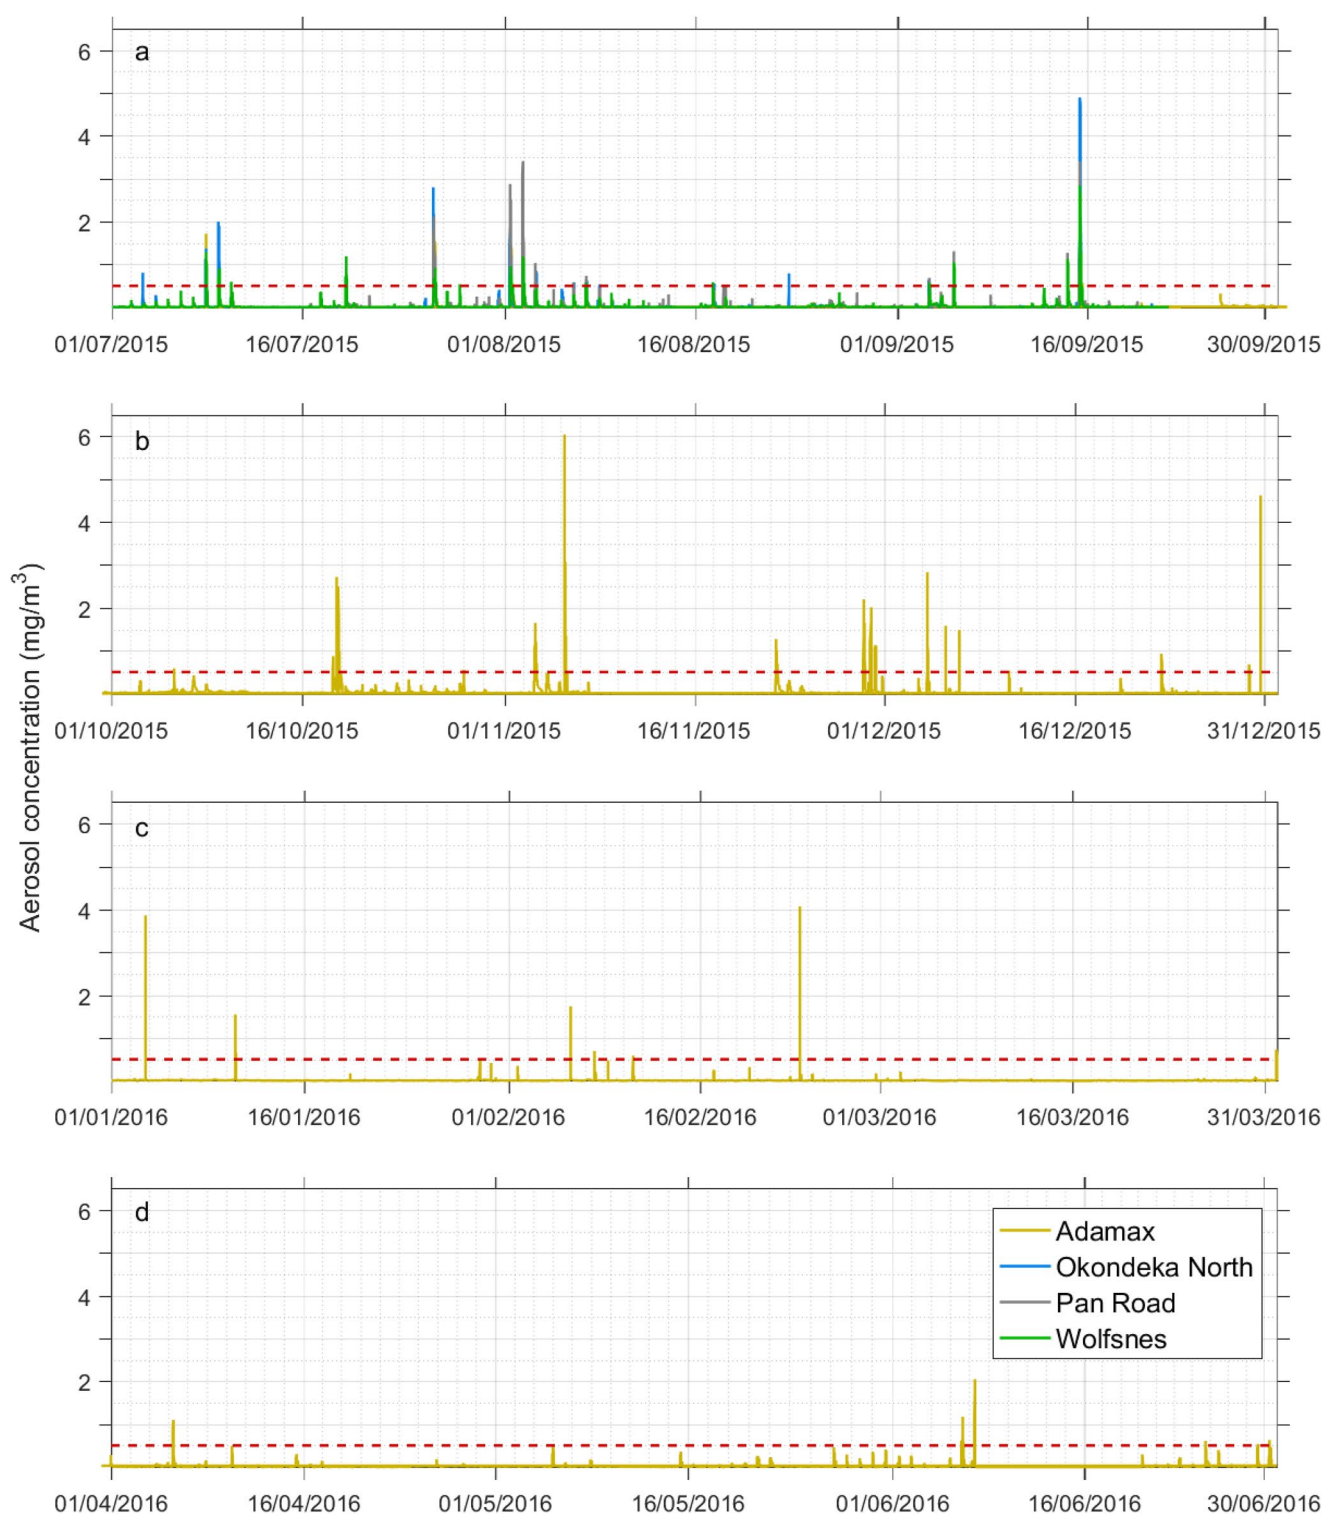 a
6
4
2
01/07/2015 16/07/2015 01/08/2015 16/08/2015 01/09/2015 16/09/2015 30/09/2015
b
6
4
2
01/10/2015 16/10/2015 01/11/2015 16/11/2015 01/12/2015 16/12/2015 31/12/2015
Aerosol concentration (mg/m³)
c
6
4
2
01/01/2016 16/01/2016 01/02/2016 16/02/2016 01/03/2016 16/03/2016 31/03/2016
d
6
4
2
Adamax
Okondeka North
Pan Road
Wolfsnes
01/04/2016 16/04/2016 01/05/2016 16/05/2016 01/06/2016 16/06/2016 30/06/2016